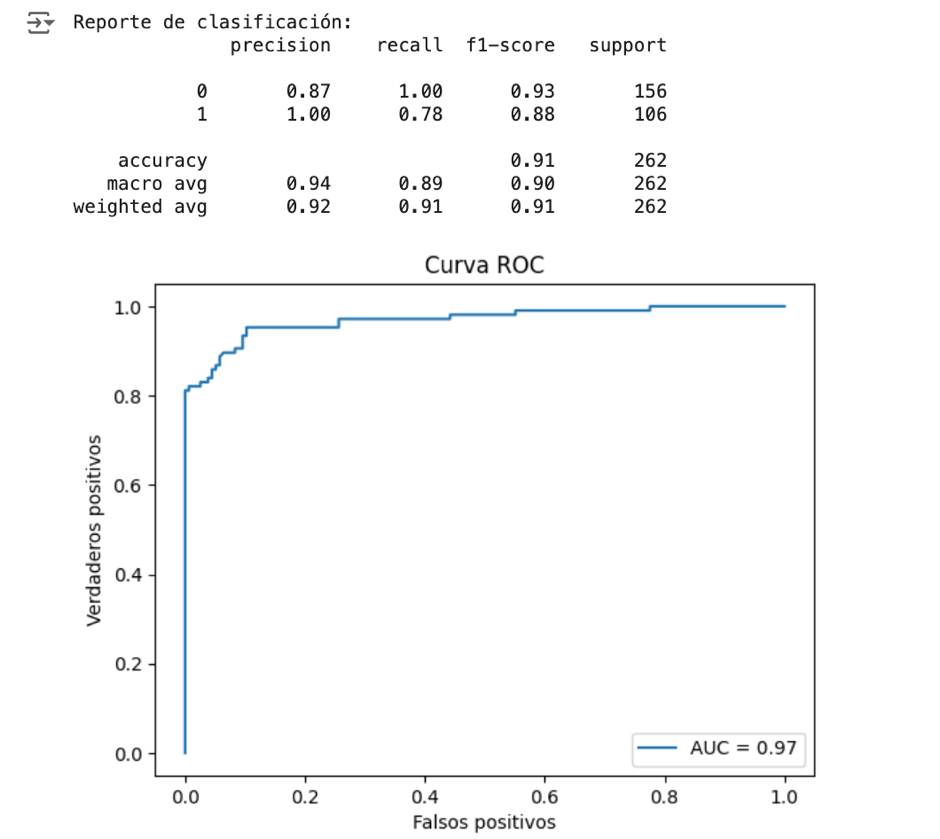 Reporte de clasificación:
precision recall f1-score support
0 0.87 1.00 0.93 156
1 1.00 0.78 0.88 106
accuracy 0.91 262
macro avg 0.94 0.89 0.90 262
weighted avg 0.92 0.91 0.91 262
Curva ROC
1.0
0.8
0.6
0.4
0.2
0.0
Verdaderos positivos
AUC = 0.97
0.0 0.2 0.4 0.6 0.8 1.0
Falsos positivos